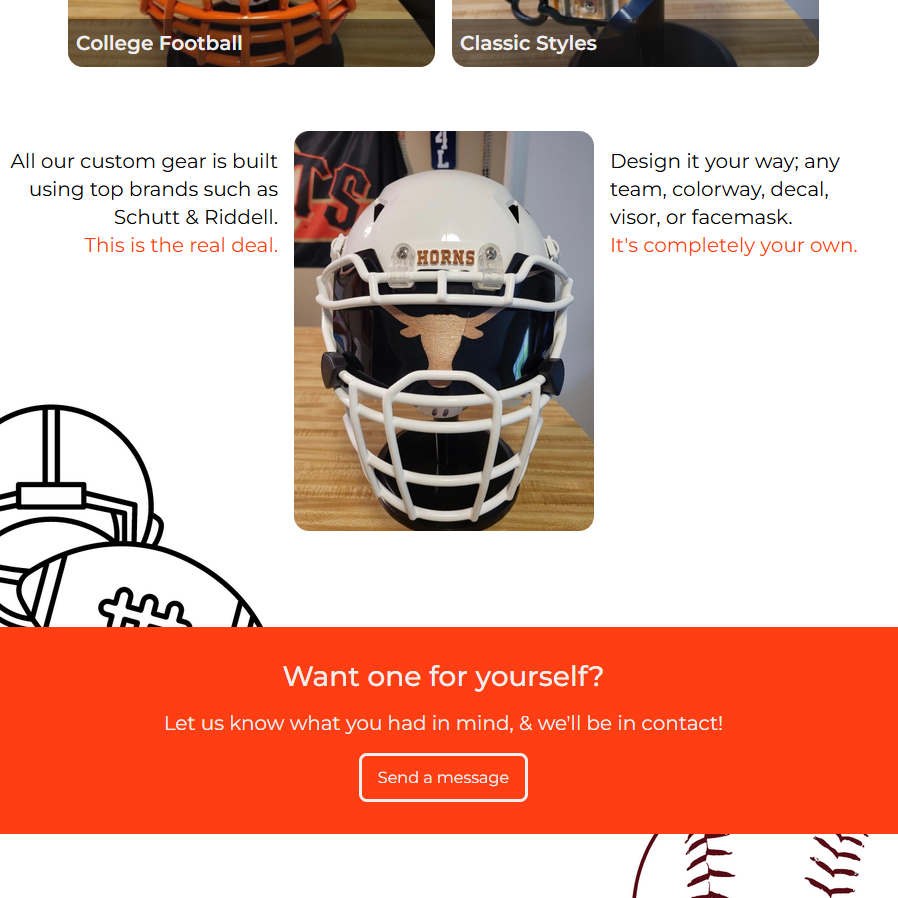 College Football
Classic Styles
All our custom gear is built
using top brands such as
Schutt & Riddell.
This is the real deal.
HORNS
Design it your way; any
team, colorway, decal,
visor, or facemask.
It's completely your own.
Want one for yourself?
Let us know what you had in mind, & we'll be in contact!
Send a message